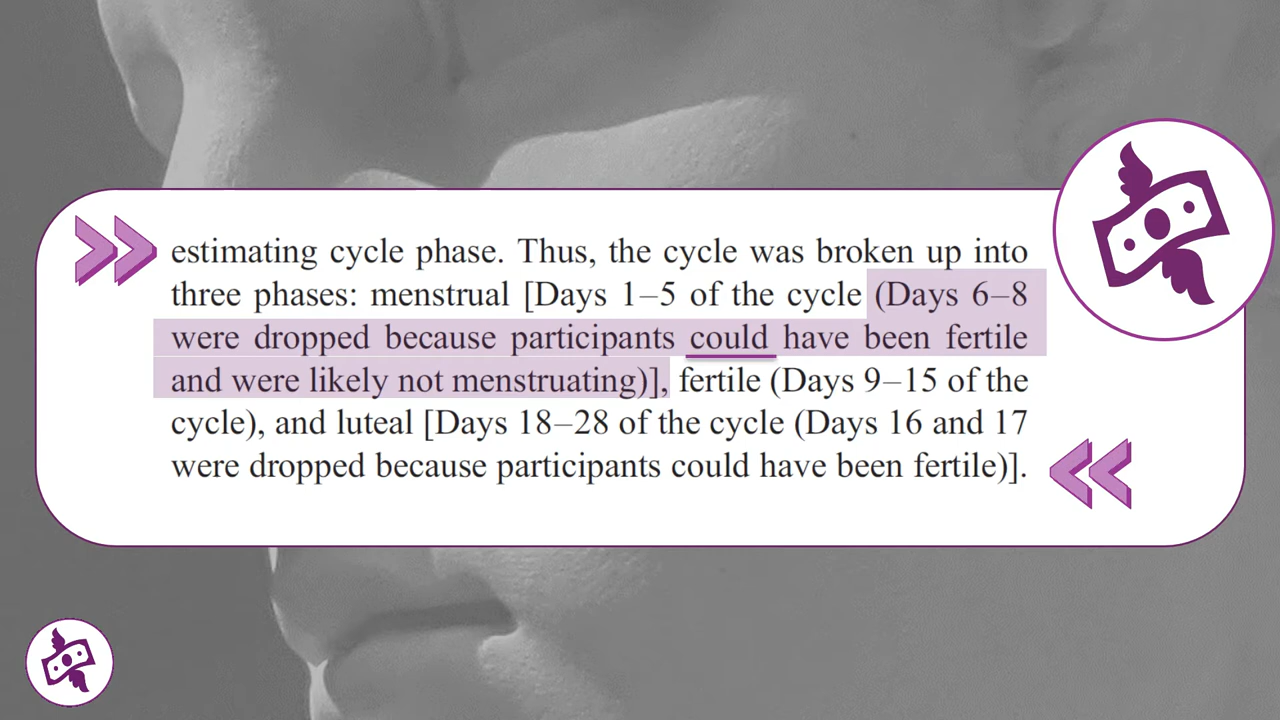 estimating cycle phase. Thus, the cycle was broken up into
three phases: menstrual [Days 1–5 of the cycle (Days 6–8
were dropped because participants could have been fertile
and were likely not menstruating)], fertile (Days 9–15 of the
cycle), and luteal [Days 18–28 of the cycle (Days 16 and 17
were dropped because participants could have been fertile)].